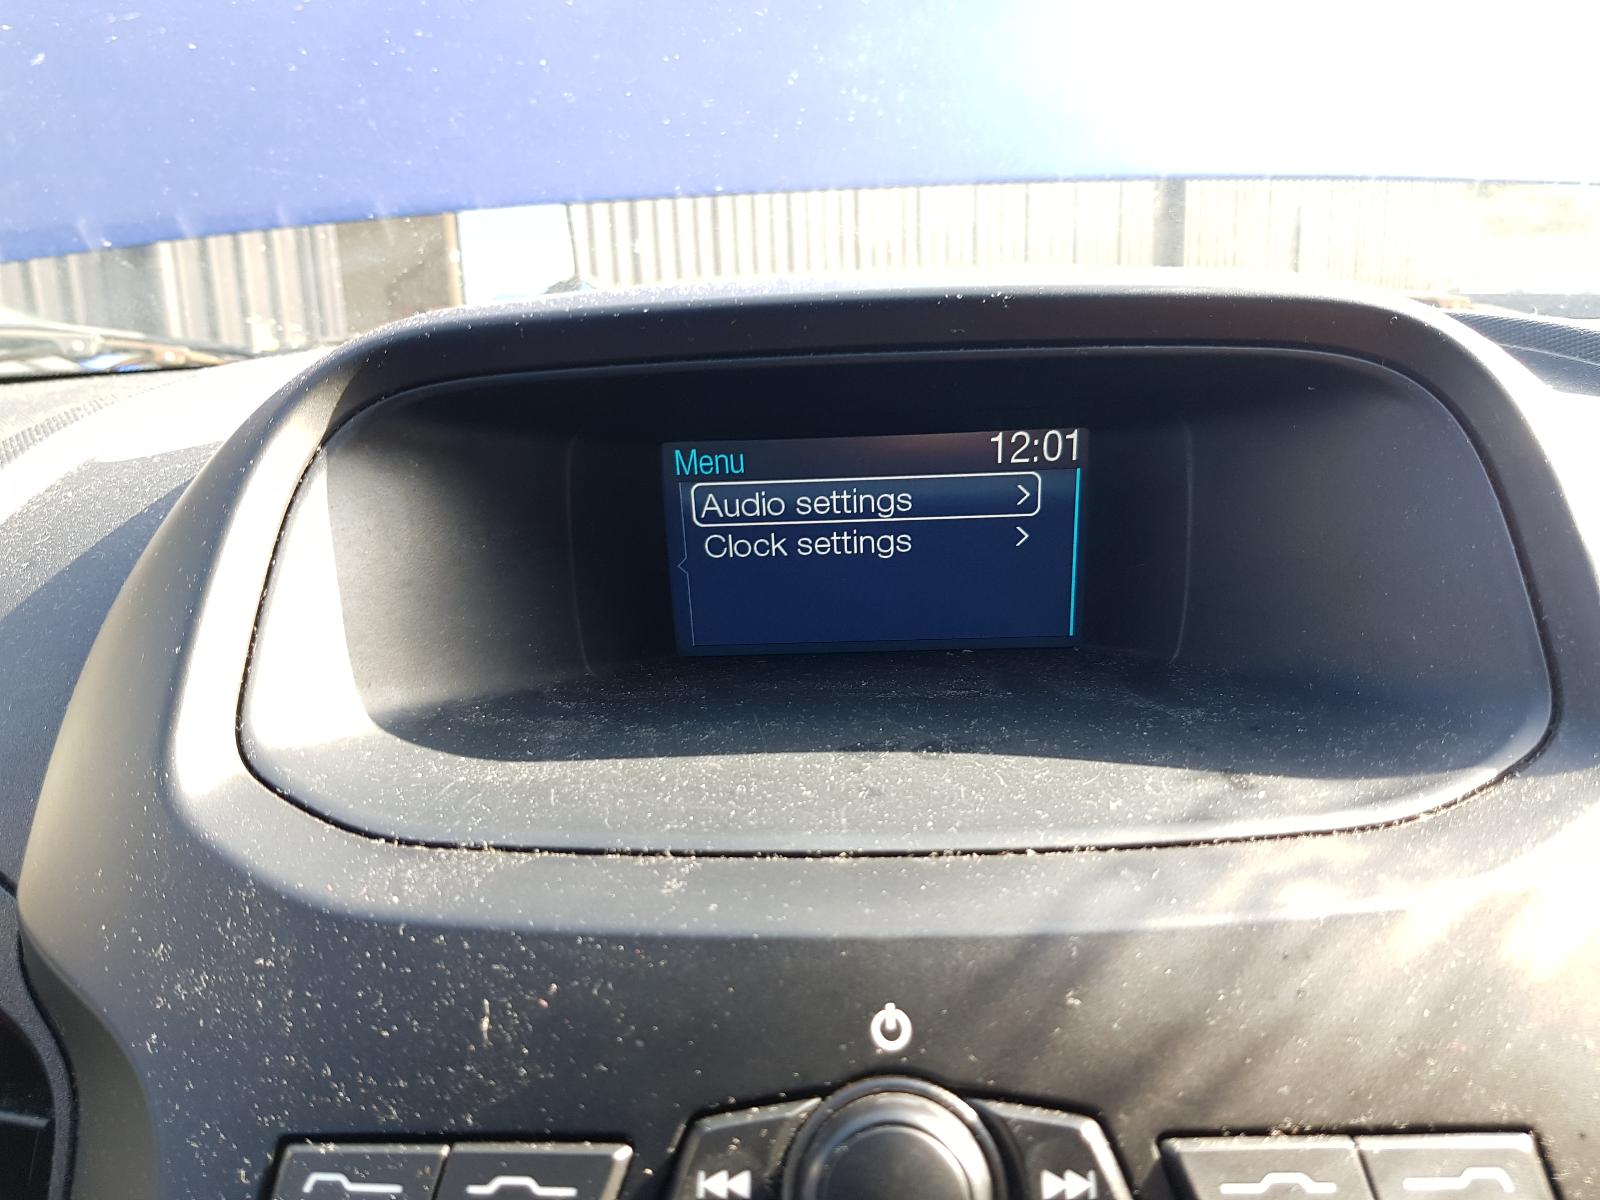 Menu 12:01
Audio settings >
Clock settings >